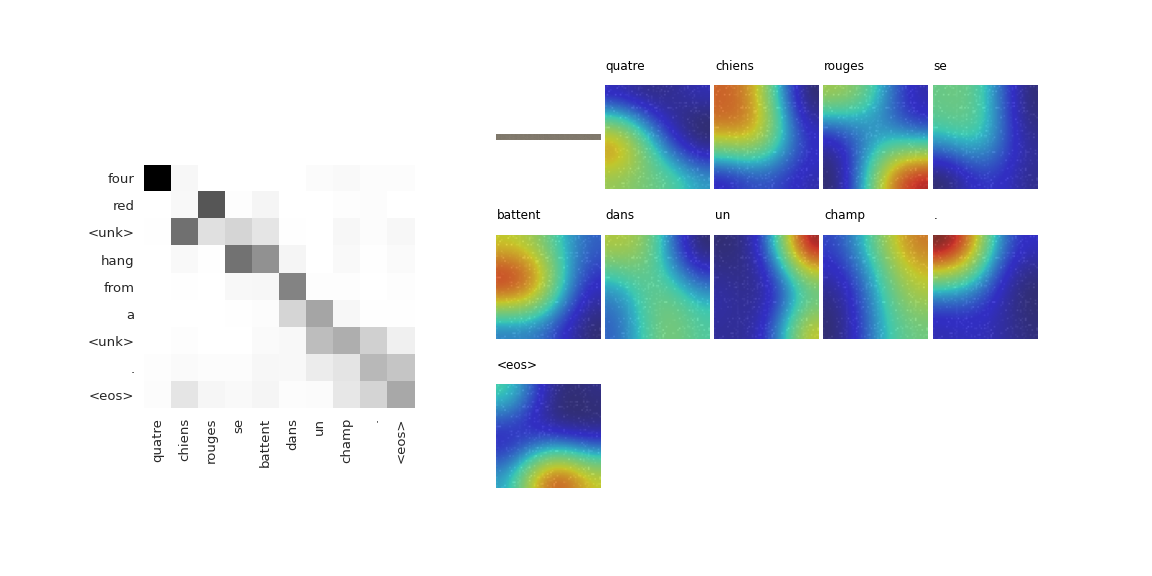 four
red
<unk>
hang
from
a
<unk>
.
<eos>
quatre
chiens
rouges
se
battent
dans
un
champ
.
<eos>
quatre chiens rouges se
battent dans un champ .
<eos>